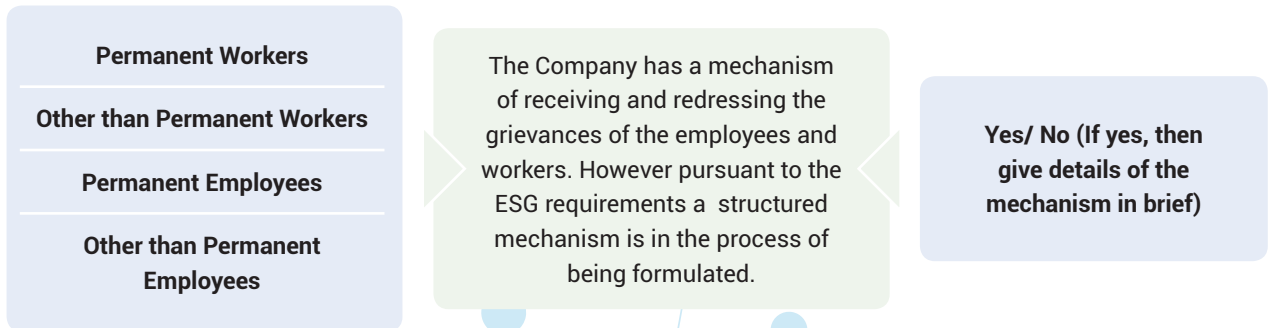 Permanent Workers
Other than Permanent Workers
Permanent Employees
Other than Permanent
Employees
The Company has a mechanism
of receiving and redressing the
grievances of the employees and
workers. However pursuant to the
ESG requirements a  structured
mechanism is in the process of
being formulated.
Yes/ No (If yes, then
give details of the
mechanism in brief)